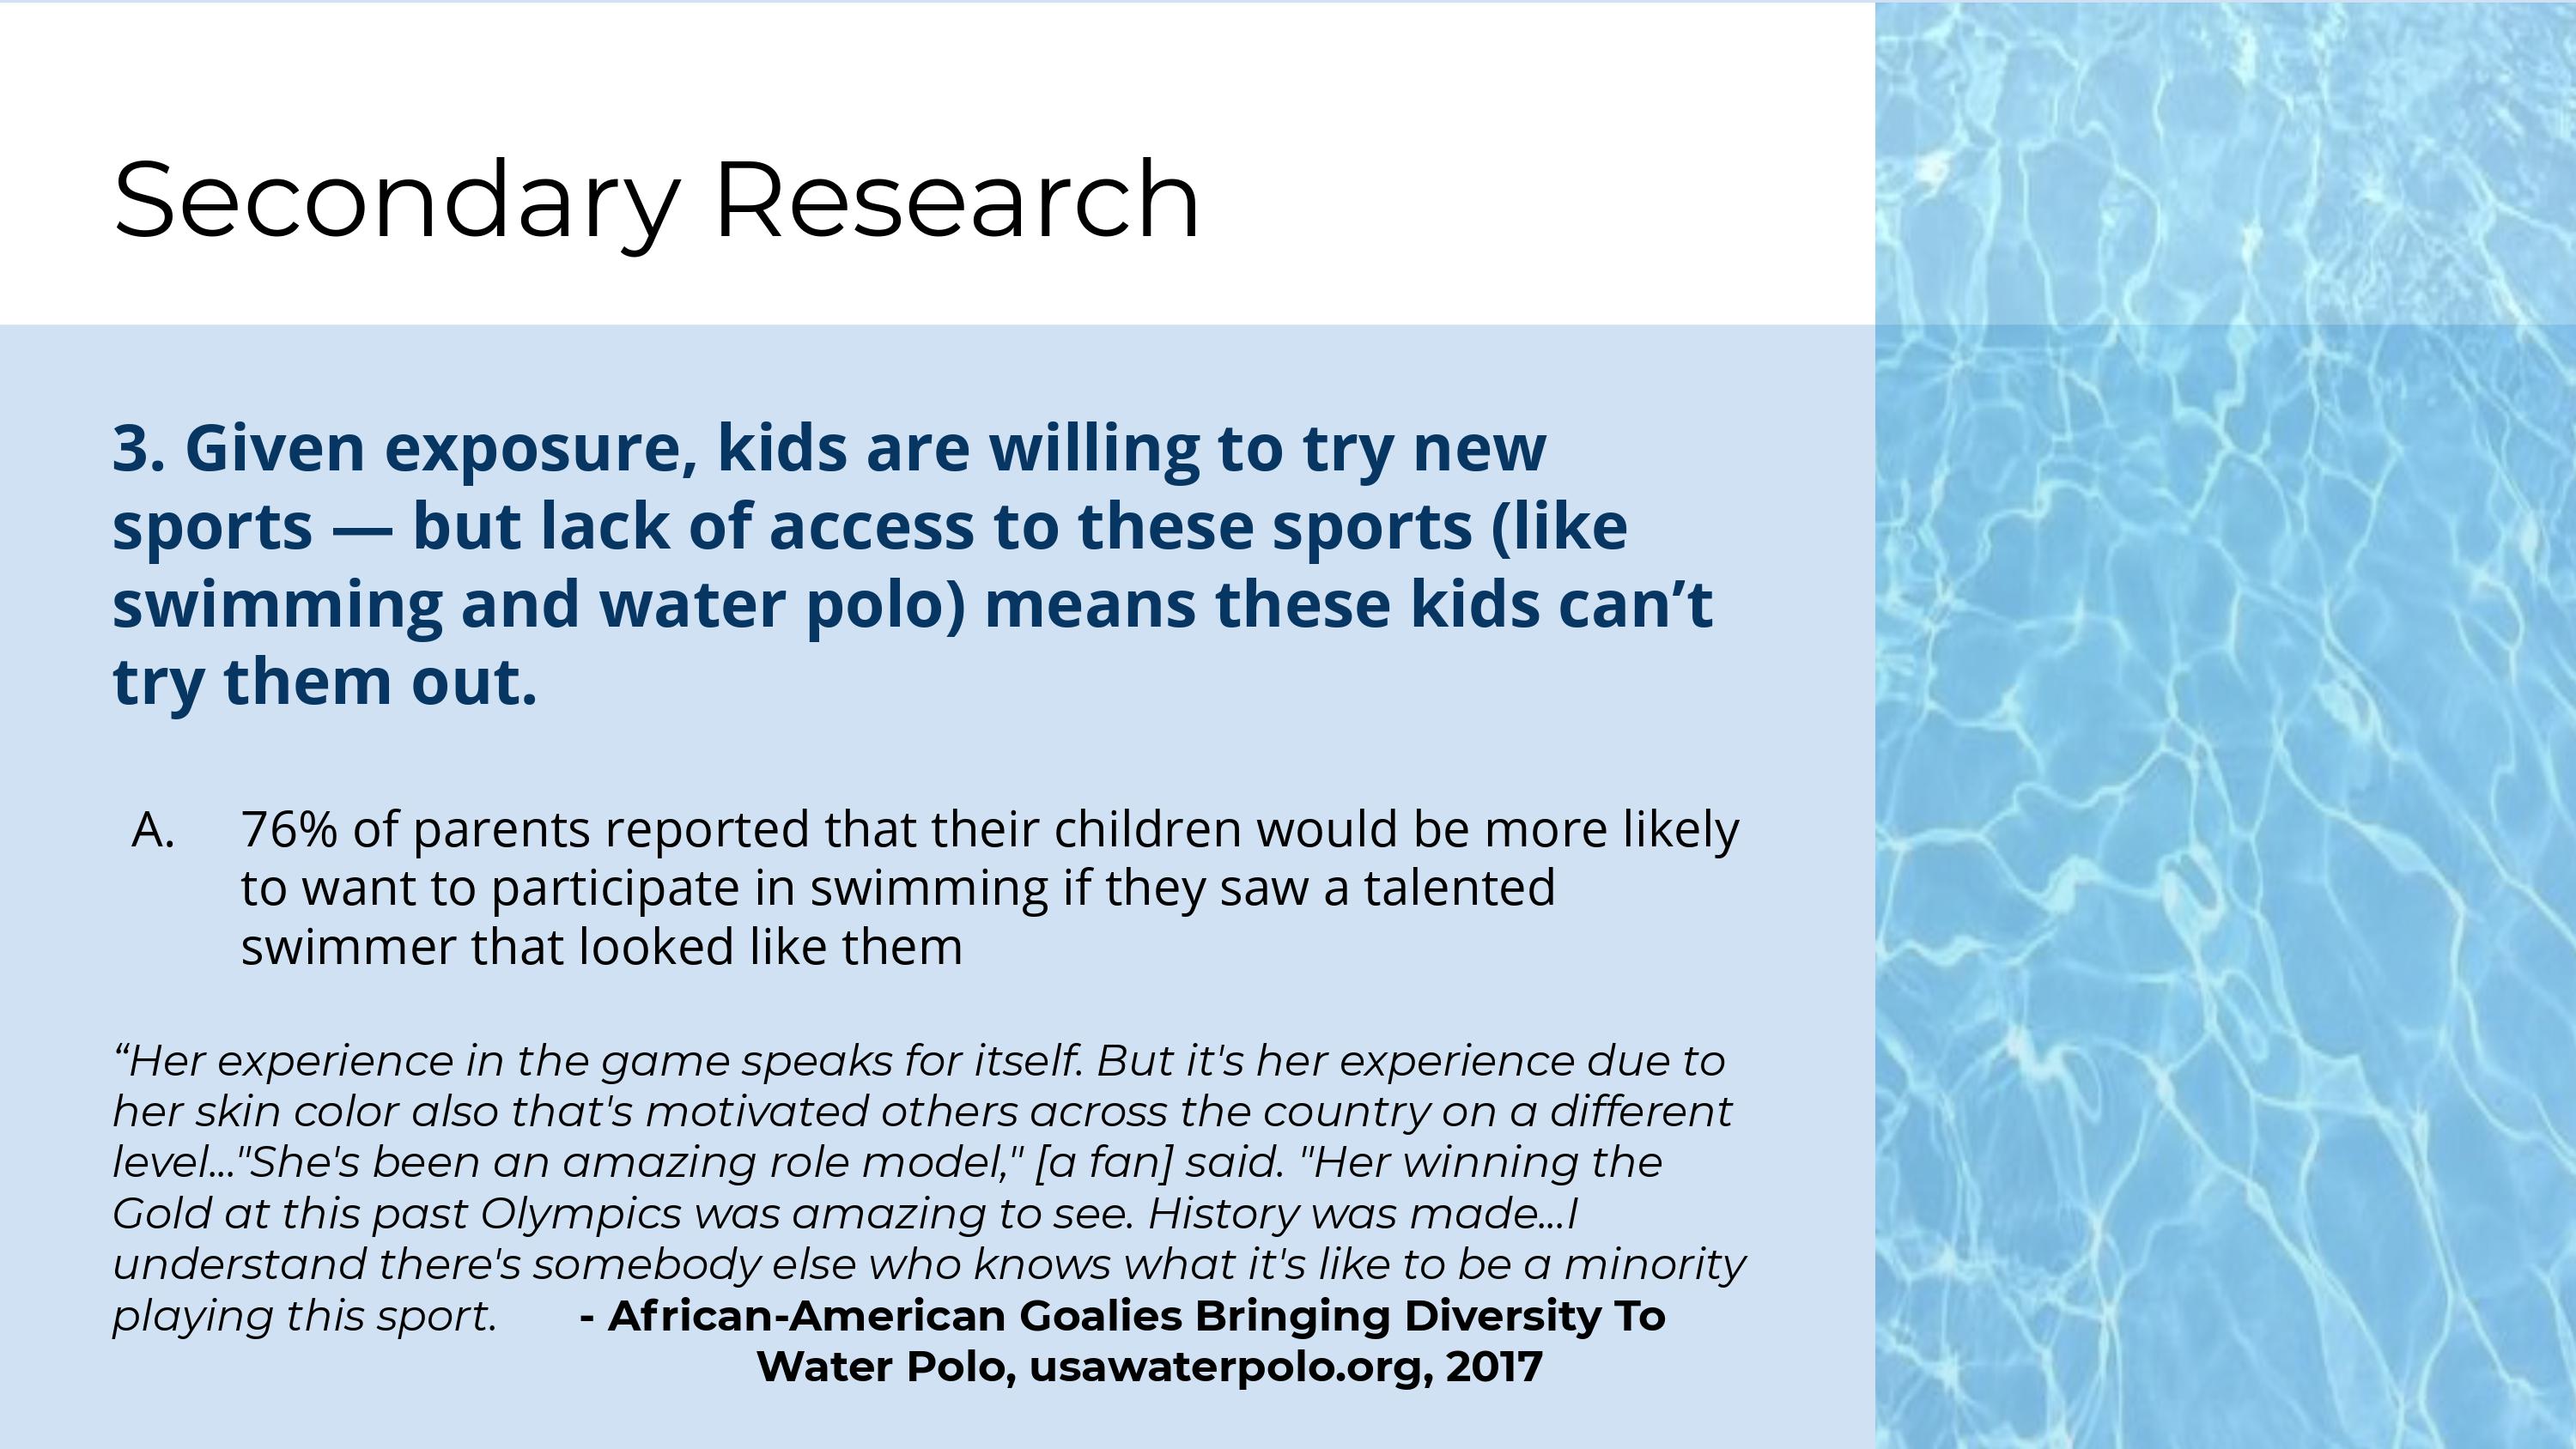 Secondary Research
3. Given exposure, kids are willing to try new
sports — but lack of access to these sports (like
swimming and water polo) means these kids can’t
try them out.
A. 76% of parents reported that their children would be more likely
to want to participate in swimming if they saw a talented
swimmer that looked like them
“Her experience in the game speaks for itself. But it's her experience due to
her skin color also that's motivated others across the country on a different
level..."She's been an amazing role model," [a fan] said. "Her winning the
Gold at this past Olympics was amazing to see. History was made...I
understand there's somebody else who knows what it's like to be a minority
playing this sport. - African-American Goalies Bringing Diversity To
Water Polo, usawaterpolo.org, 2017